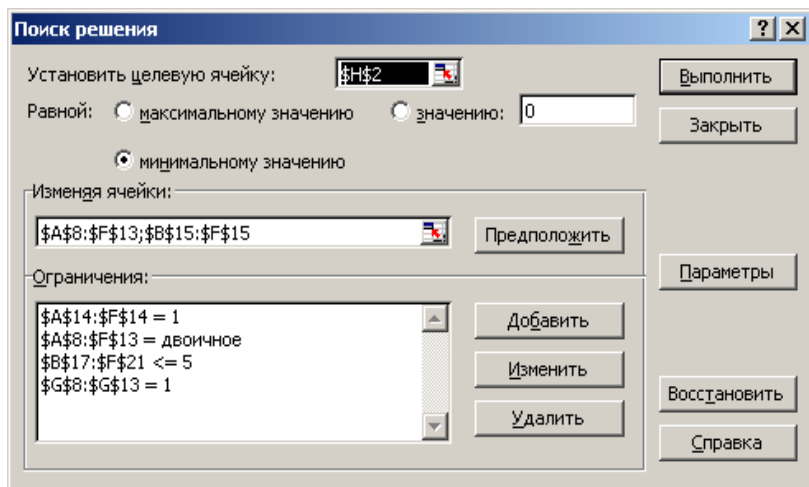 Поиск решения
Установить целевую ячейку: $H$2 Выполнить
Равной: максимальному значению значению: 0 Закрыть
минимальному значению
Изменяя ячейки:
$A$8:$F$13;$B$15:$F$15 Предположить
Ограничения: Параметры
$A$14:$F$14 = 1 Добавить
$A$8:$F$13 = двоичное
$B$17:$F$21 <= 5 Изменить
$G$8:$G$13 = 1 Восстановить
Удалить
Справка